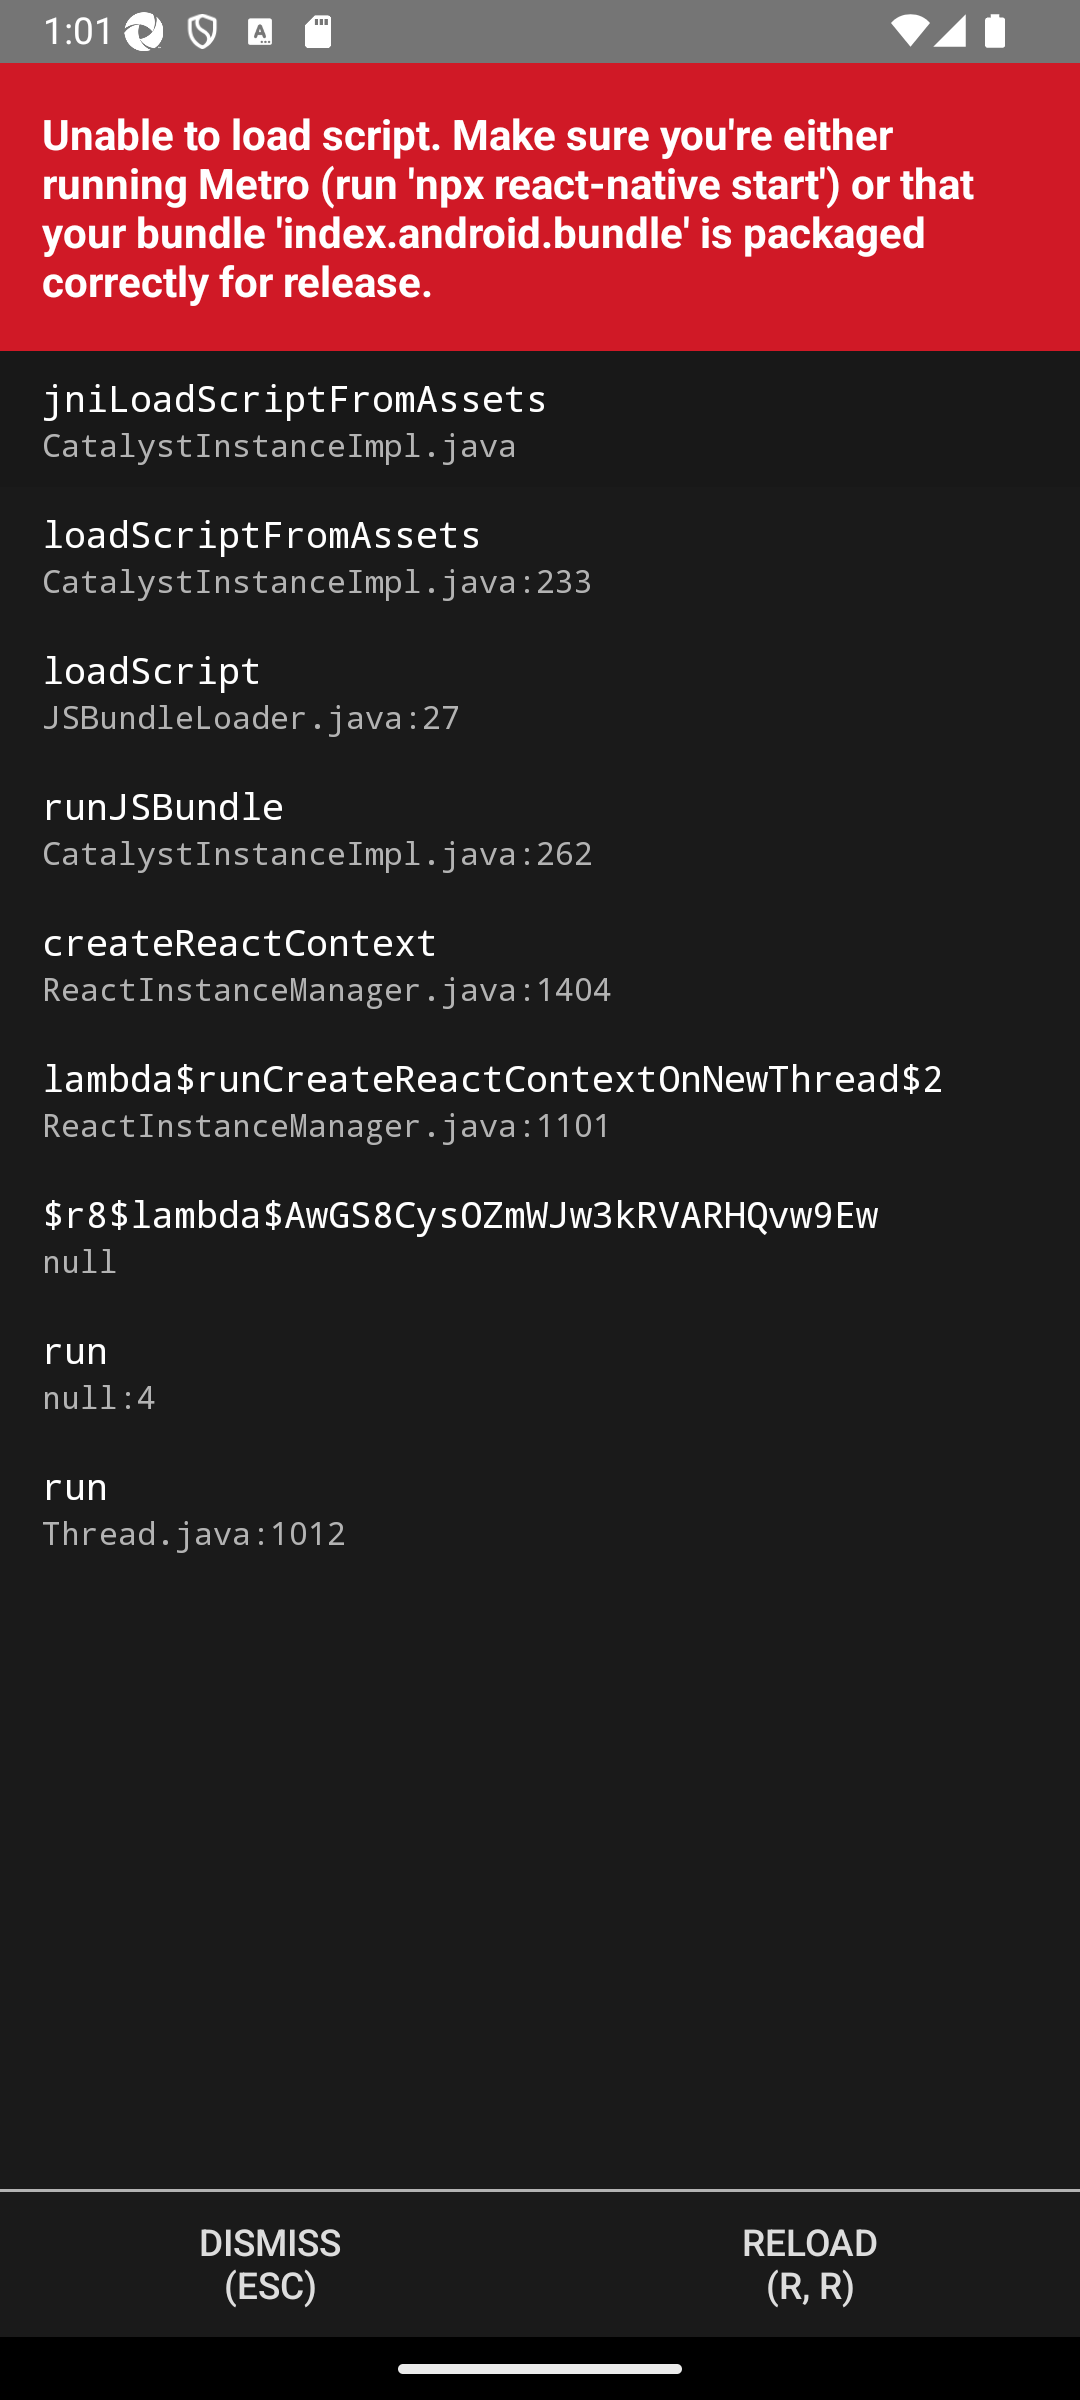 1:01
Unable to load script. Make sure you're either
running Metro (run 'npx react-native start') or that
your bundle 'index.android.bundle' is packaged
correctly for release.
jniLoadScriptFromAssets
CatalystInstanceImpl.java
loadScriptFromAssets
CatalystInstanceImpl.java:233
loadScript
JSBundleLoader.java:27
runJSBundle
CatalystInstanceImpl.java:262
createReactContext
ReactInstanceManager.java:1404
lambda$runCreateReactContextOnNewThread$2
ReactInstanceManager.java:1101
$r8$lambda$AwGS8CysOZmWJw3kRVARHQvw9Ew
null
run
null:4
run
Thread.java:1012
DISMISS
(ESC)
RELOAD
(R, R)